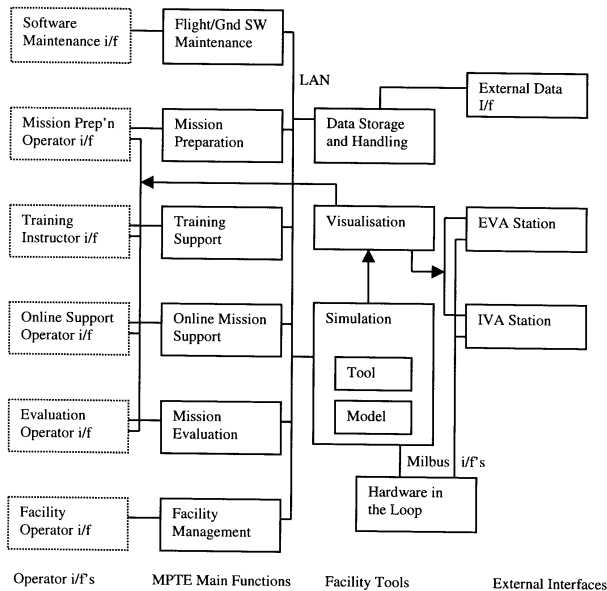 Software
Maintenance i/f
Flight/Gnd SW
Maintenance
LAN
External Data
I/f
Mission Prep'n
Operator i/f
Mission
Preparation
Data Storage
and Handling
Training
Instructor i/f
Training
Support
Visualisation
EVA Station
Online Support
Operator i/f
Online Mission
Support
Simulation
IVA Station
Tool
Model
Evaluation
Operator i/f
Mission
Evaluation
Milbus i/f's
Hardware in
the Loop
Facility
Operator i/f
Facility
Management
Operator i/f's
MPTE Main Functions
Facility Tools
External Interfaces